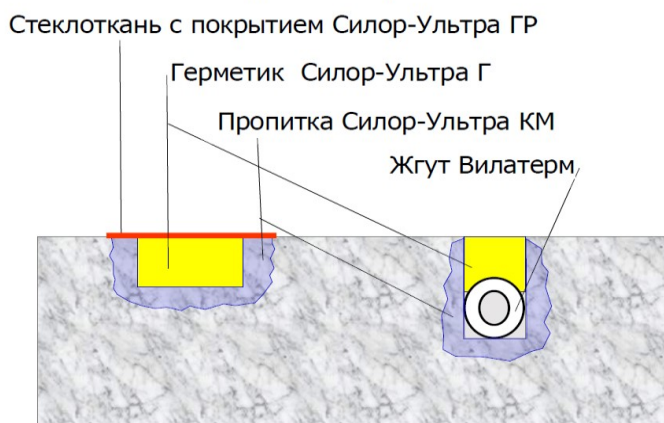 Стеклоткань с покрытием Силор-Ультра ГР
Герметик Силор-Ультра Г
Пропитка Силор-Ультра КМ
Жгут Вилатерм